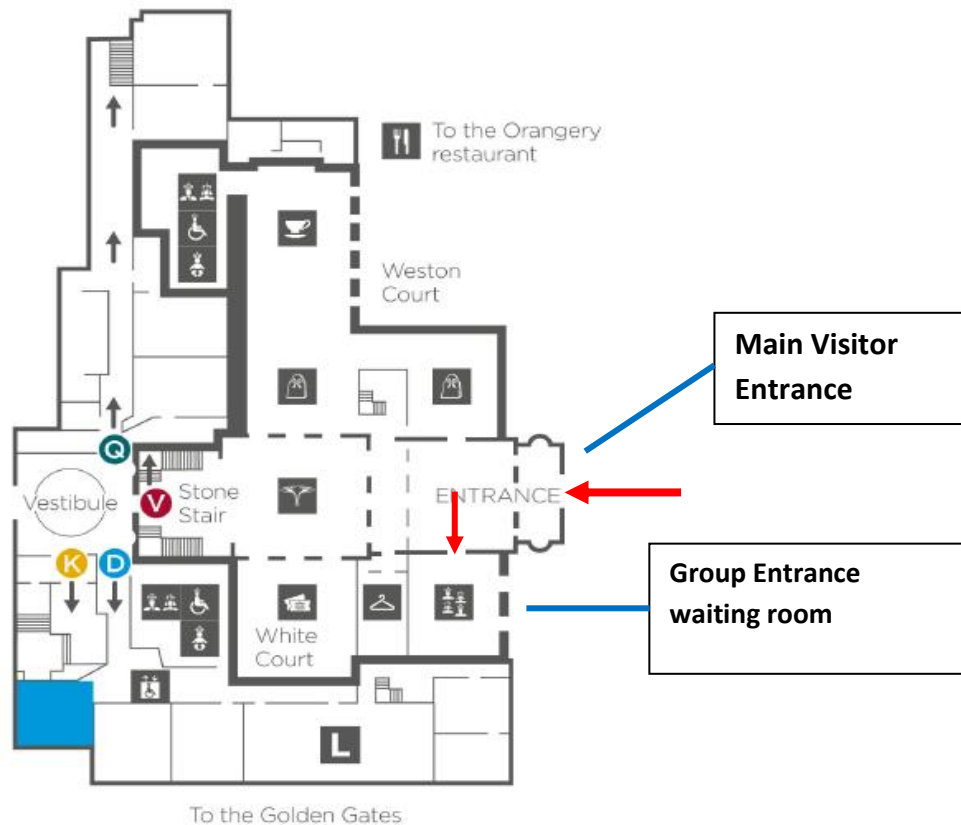 To the Orangery
restaurant
Weston
Court
Main Visitor
Entrance
Q
Vestibule
V
Stone
Stair
ENTRANCE
K
D
Group Entrance
waiting room
White
Court
L
To the Golden Gates